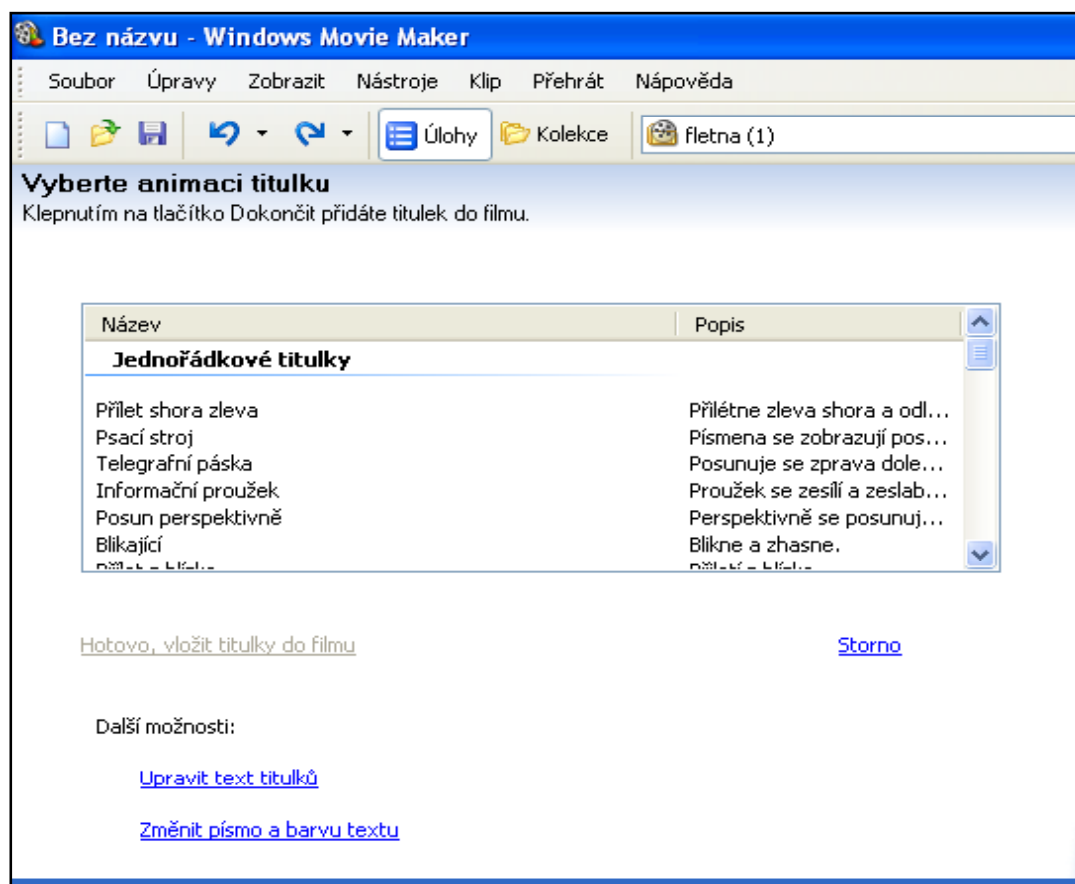 Bez názvu - Windows Movie Maker
Soubor Úpravy Zobrazit Nástroje Klip Přehrát Nápověda
Úlohy Kolekce fletna (1)
Vyberte animaci titulku
Klepnutím na tlačítko Dokončit přidáte titulek do filmu.
Název Popis
Jednořádkové titulky
Přílet shora zleva Přilétne zleva shora a odl...
Psací stroj Písmena se zobrazují pos...
Telegrafní páska Posunuje se zprava dole...
Informační proužek Proužek se zesílí a zeslab...
Posun perspektivně Perspektivně se posunuj...
Blikající Blikne a zhasne.
Hotovo, vložit titulky do filmu Storno
Další možnosti:
Upravit text titulků
Změnit písmo a barvu textu